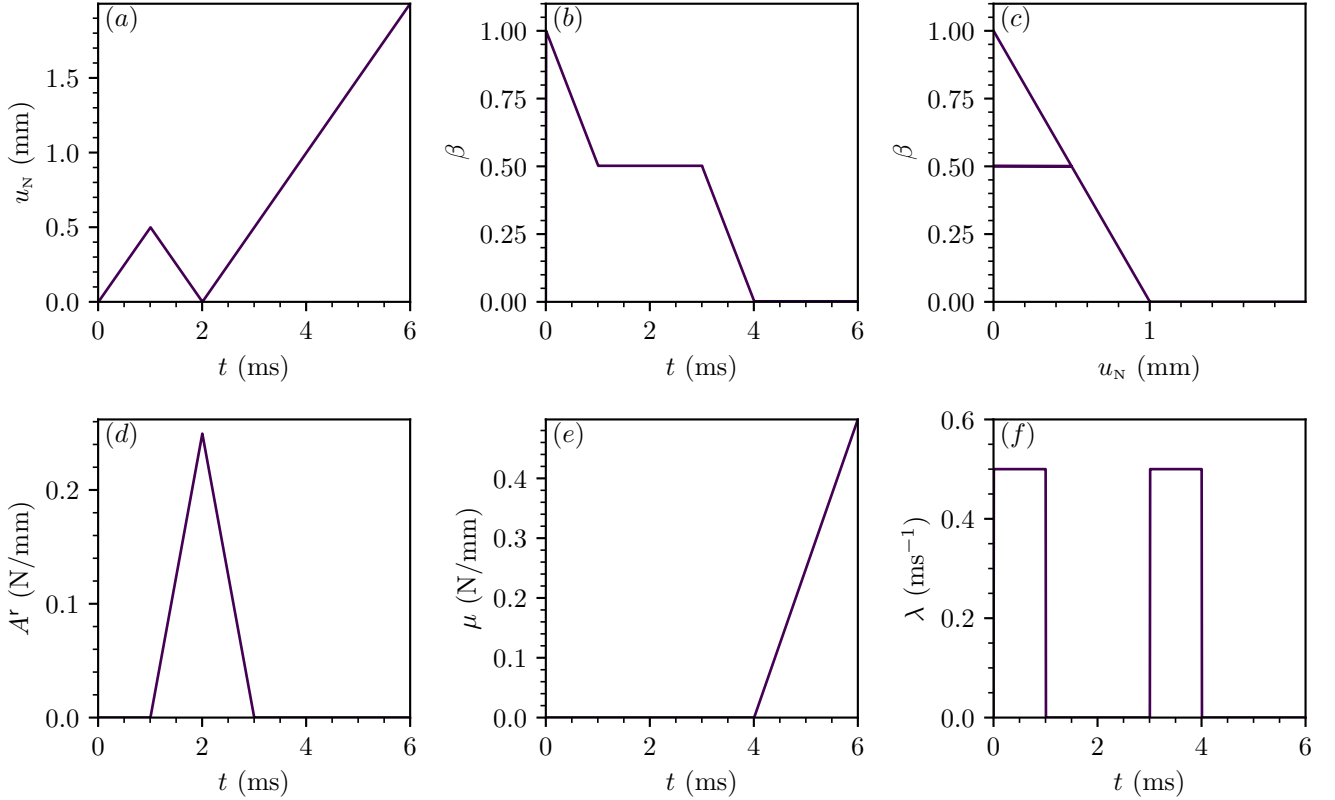 (a)
u_N (mm)
1.5
1.0
0.5
0.0
0 2 4 6
t (ms)
(b)
β
1.00
0.75
0.50
0.25
0.00
0 2 4 6
t (ms)
(c)
β
1.00
0.75
0.50
0.25
0.00
0 1
u_N (mm)
(d)
A^r (N/mm)
0.2
0.1
0.0
0 2 4 6
t (ms)
(e)
μ (N/mm)
0.4
0.3
0.2
0.1
0.0
0 2 4 6
t (ms)
(f)
λ (ms⁻¹)
0.6
0.4
0.2
0.0
0 2 4 6
t (ms)